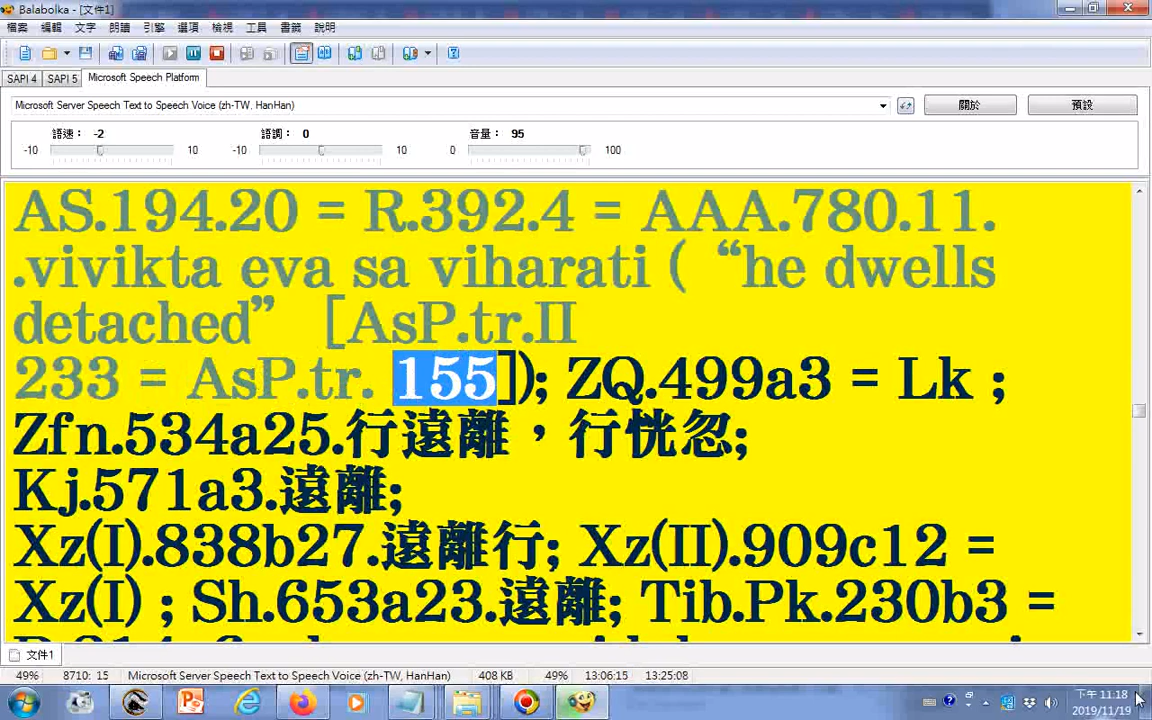 Balabolka - [文件1]
檔案 編輯 文字 朗讀 引擎 選項 檢視 工具 書籤 說明
SAPI 4 SAPI 5 Microsoft Speech Platform
Microsoft Server Speech Text to Speech Voice (zh-TW, HanHan) 關於 預設
語速： -2 語調： 0 音量： 95
-10 10 -10 10 0 100
AS.194.20 = R.392.4 = AAA.780.11.
.vivikta eva sa viharati (“he dwells
detached” [AsP.tr.II
233 = AsP.tr. 155]); ZQ.499a3 = Lk ;
Zfn.534a25.行遠離，行恍忽;
Kj.571a3.遠離;
Xz(I).838b27.遠離行; Xz(II).909c12 =
Xz(I) ; Sh.653a23.遠離; Tib.Pk.230b3 =
文件1
49% 8710: 15 Microsoft Server Speech Text to Speech Voice (zh-TW, HanHan) 408 KB 49% 13:06:15 13:25:08
下午 11:18
2019/11/19